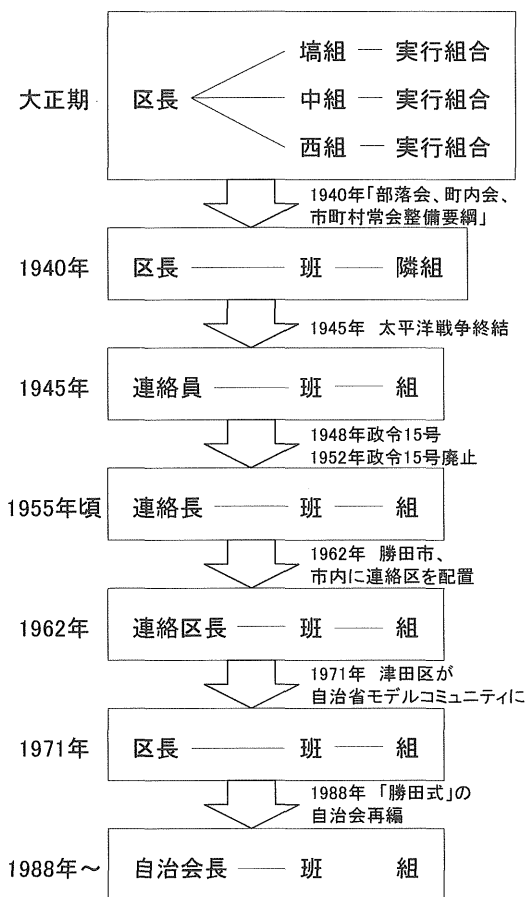 塙組 ― 実行組合
大正期 区長 中組 ― 実行組合
西組 ― 実行組合
1940年「部落会、町内会、
市町村常会整備要綱」
1940年 区長 ― 班 ― 隣組
1945年 太平洋戦争終結
1945年 連絡員 ― 班 ― 組
1948年政令15号
1952年政令15号廃止
1955年頃 連絡長 ― 班 ― 組
1962年 勝田市、
市内に連絡区を配置
1962年 連絡区長 ― 班 ― 組
1971年 津田区が
自治省モデルコミュニティに
1971年 区長 ― 班 ― 組
1988年 「勝田式」の
自治会再編
1988年～ 自治会長 ― 班 組